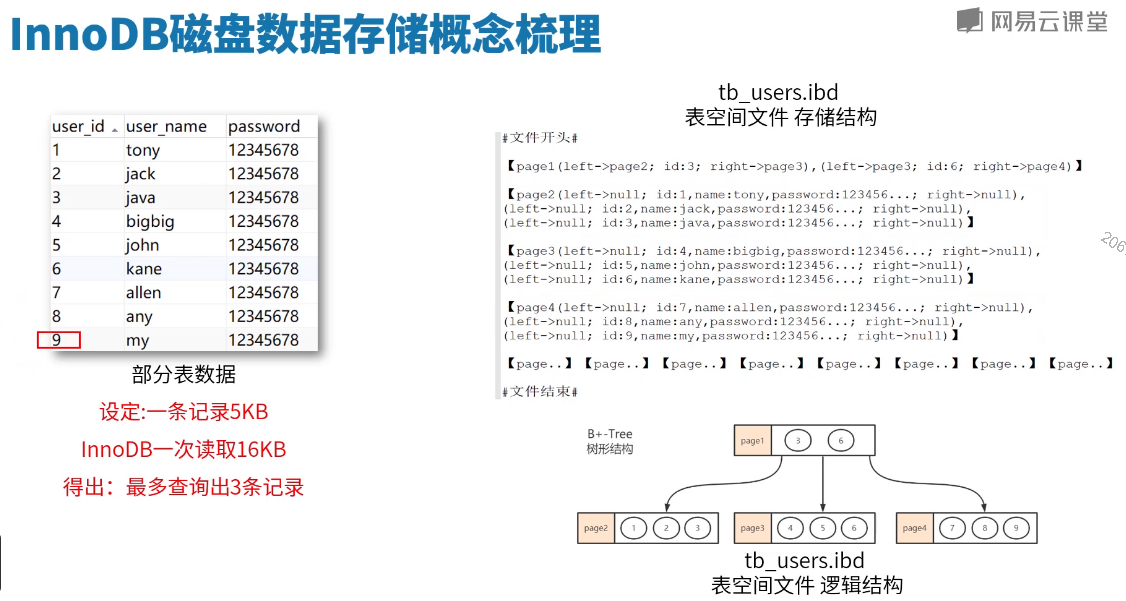 InnoDB磁盘数据存储概念梳理
网易云课堂
user_id user_name password
1 tony 12345678
2 jack 12345678
3 java 12345678
4 bigbig 12345678
5 john 12345678
6 kane 12345678
7 allen 12345678
8 any 12345678
9 my 12345678
部分表数据
设定:一条记录5KB
InnoDB一次读取16KB
得出：最多查询出3条记录
tb_users.ibd
表空间文件 存储结构
#文件开头#
【page1(left->page2; id:3; right->page3),(left->page3; id:6; right->page4)】
【page2(left->null; id:1,name:tony,password:123456...; right->null),
(left->null; id:2,name:jack,password:123456...; right->null),
(left->null; id:3,name:java,password:123456...; right->null)】
【page3(left->null; id:4,name:bigbig,password:123456...; right->null),
(left->null; id:5,name:john,password:123456...; right->null),
(left->null; id:6,name:kane,password:123456...; right->null)】
【page4(left->null; id:7,name:allen,password:123456...; right->null),
(left->null; id:8,name:any,password:123456...; right->null),
(left->null; id:9,name:my,password:123456...; right->null)】
【page..】【page..】【page..】【page..】【page..】【page..】【page..】【page..】
#文件结束#
206
B+-Tree
树形结构
page1 3 6
page2 1 2 3
page3 4 5 6
page4 7 8 9
tb_users.ibd
表空间文件 逻辑结构